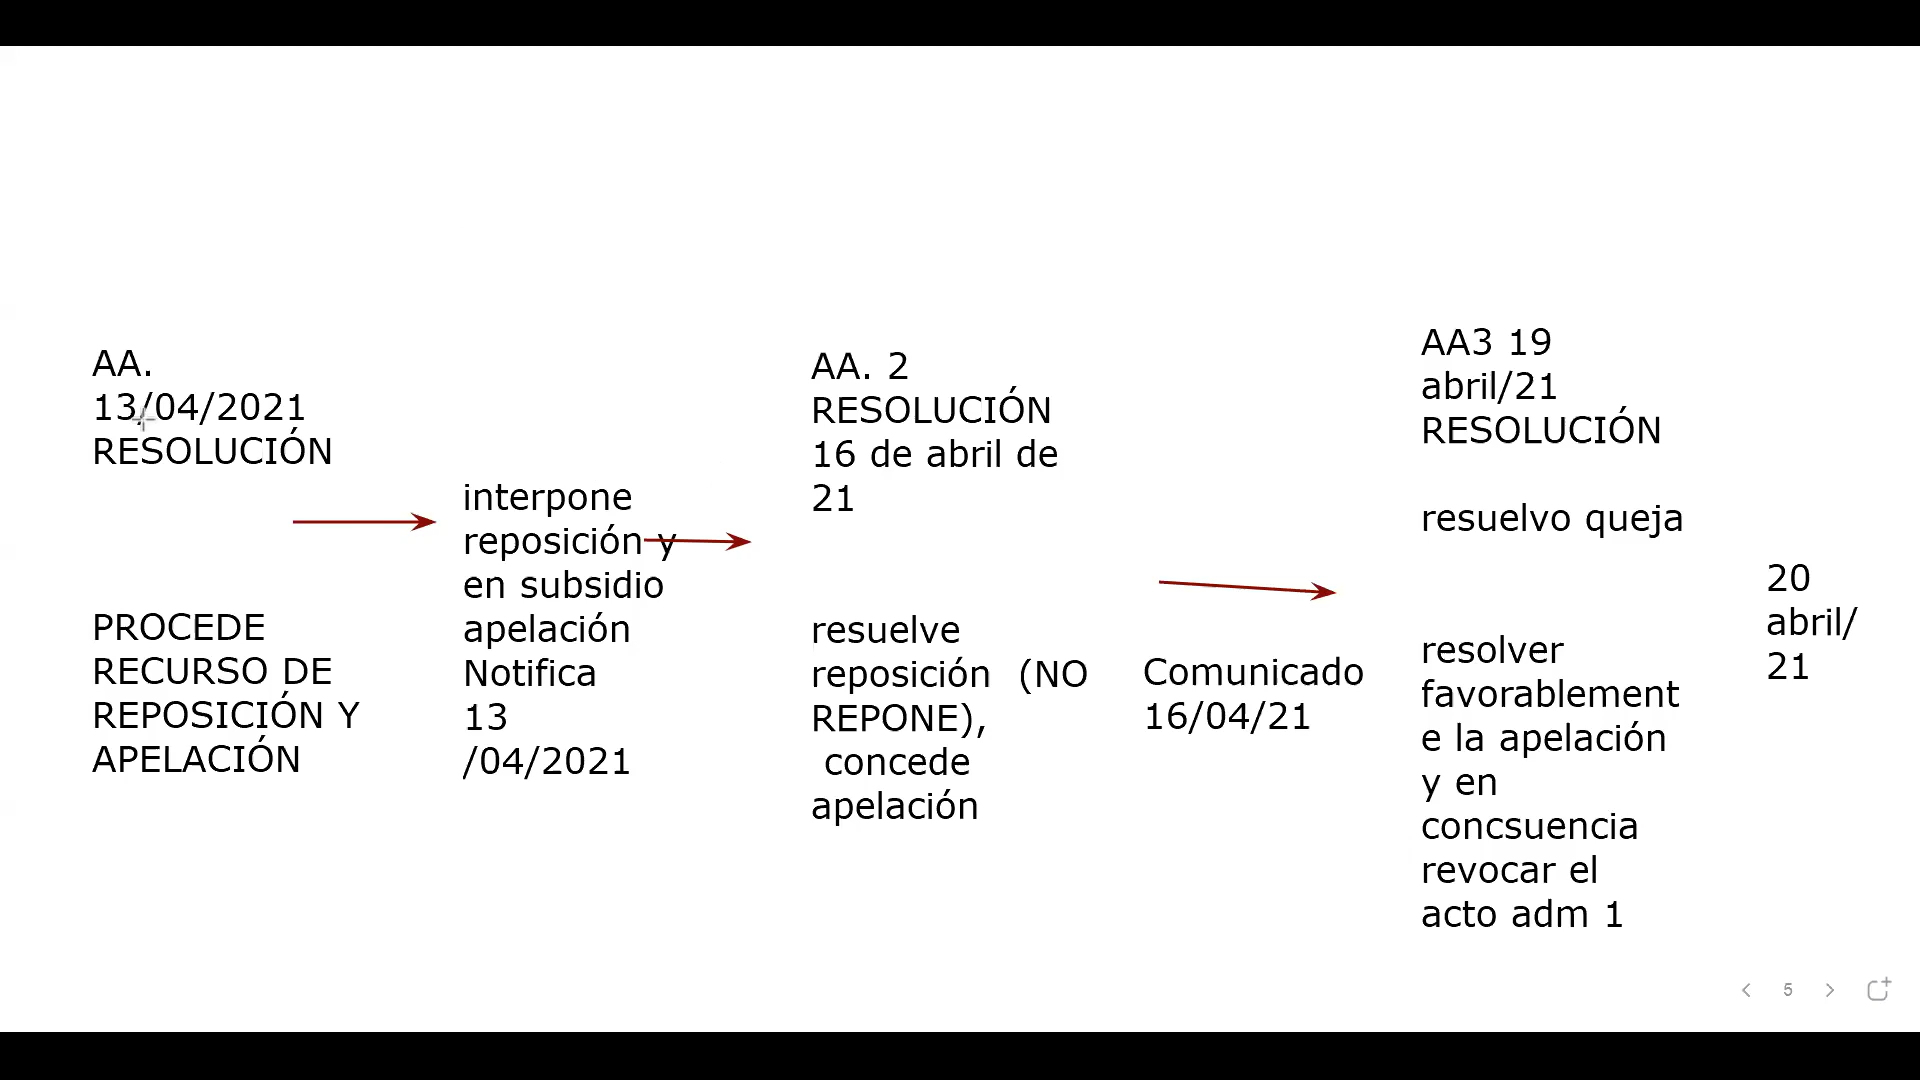 AA.
13/04/2021
RESOLUCIÓN
PROCEDE
RECURSO DE
REPOSICIÓN Y
APELACIÓN
interpone
reposición y
en subsidio
apelación
Notifica
13
/04/2021
AA. 2
RESOLUCIÓN
16 de abril de
21
resuelve
reposición (NO
REPONE),
concede
apelación
Comunicado
16/04/21
AA3 19
abril/21
RESOLUCIÓN
resuelvo queja
resolver
favorablement
e la apelación
y en
concsuencia
revocar el
acto adm 1
20
abril/
21
5